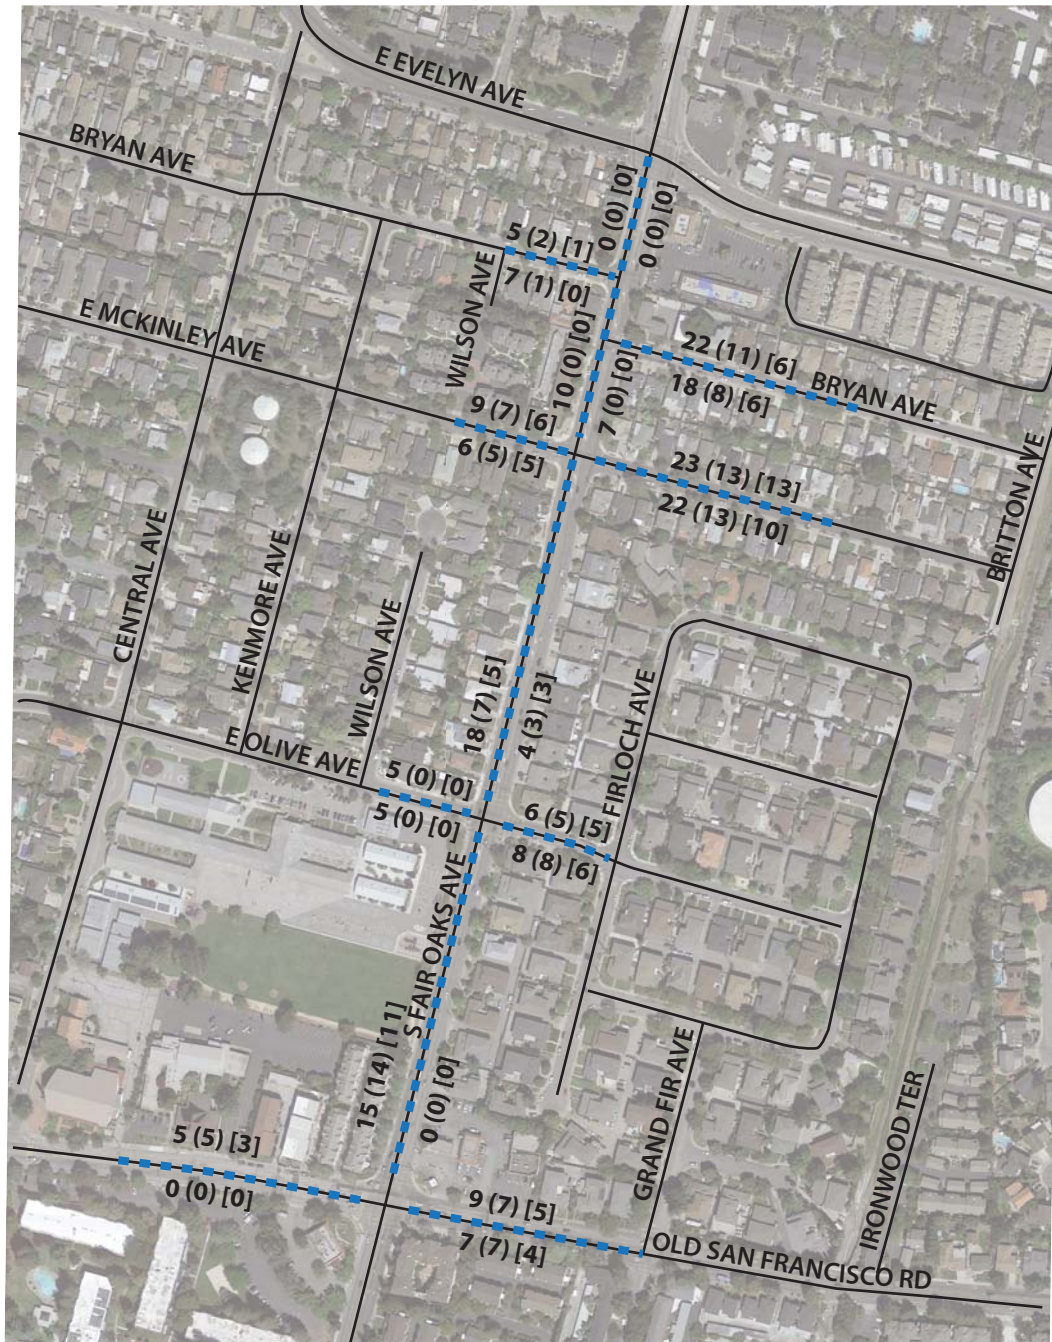 E EVELYN AVE
BRYAN AVE
0 (0) [0]
0 (0) [0]
5 (2) [1]
7 (1) [0]
WILSON AVE
E MCKINLEY AVE
10 (0) [0]
7 (0) [0]
22 (11) [6]
18 (8) [6]
BRYAN AVE
9 (7) [6]
6 (5) [5]
23 (13) [13]
22 (13) [10]
BRITTON AVE
CENTRAL AVE
KENMORE AVE
WILSON AVE
18 (7) [5]
4 (3) [3]
FIRLOCH AVE
E OLIVE AVE
5 (0) [0]
5 (0) [0]
6 (5) [5]
8 (8) [6]
S FAIR OAKS AVE
15 (14) [11]
0 (0) [0]
GRAND FIR AVE
IRONWOOD TER
5 (5) [3]
0 (0) [0]
9 (7) [5]
7 (7) [4]
OLD SAN FRANCISCO RD